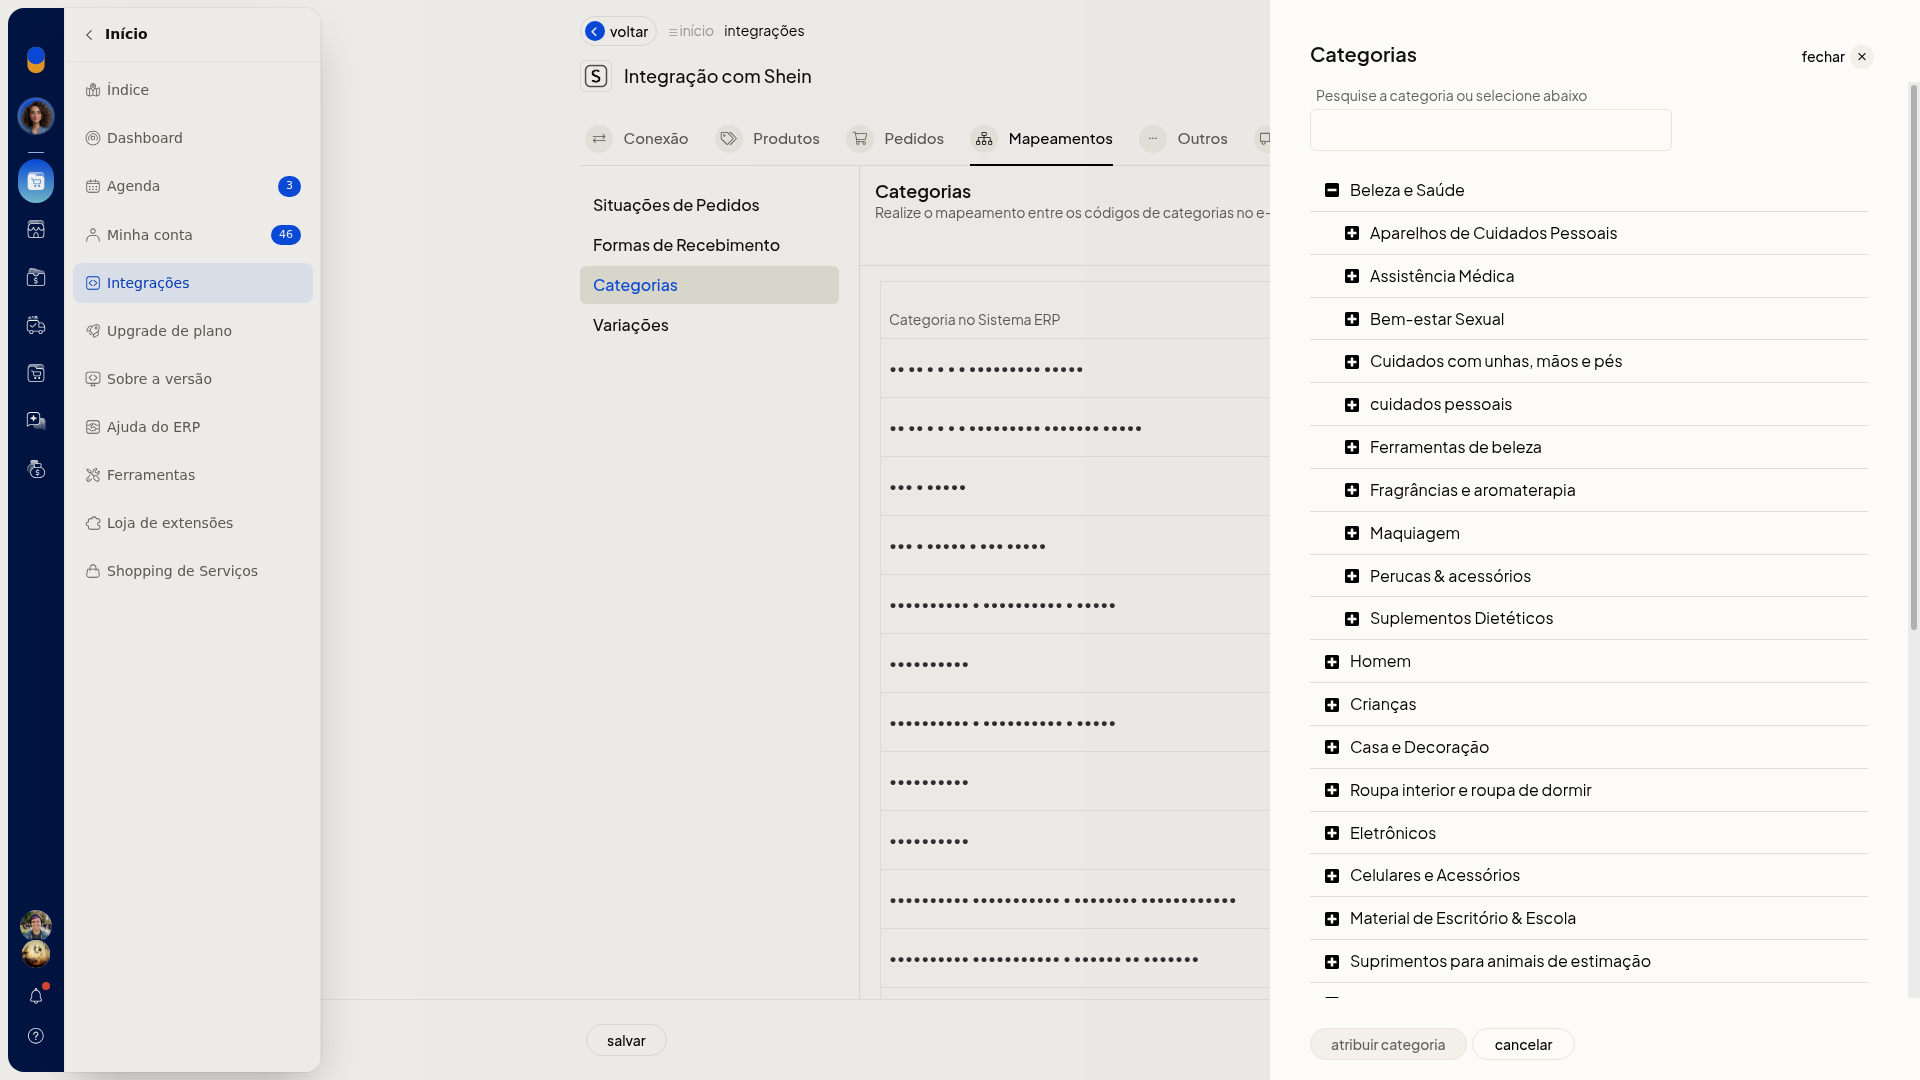 Início
Índice
Dashboard
Agenda
3
Minha conta
46
Integrações
Upgrade de plano
Sobre a versão
Ajuda do ERP
Ferramentas
Loja de extensões
Shopping de Serviços
voltar
início
integrações
S
Integração com Shein
Conexão
Produtos
Pedidos
Mapeamentos
Outros
Situações de Pedidos
Formas de Recebimento
Categorias
Variações
Categorias
Realize o mapeamento entre os códigos de categorias no e-
Categoria no Sistema ERP
salvar
Categorias
fechar
Pesquise a categoria ou selecione abaixo
Beleza e Saúde
Aparelhos de Cuidados Pessoais
Assistência Médica
Bem-estar Sexual
Cuidados com unhas, mãos e pés
cuidados pessoais
Ferramentas de beleza
Fragrâncias e aromaterapia
Maquiagem
Perucas & acessórios
Suplementos Dietéticos
Homem
Crianças
Casa e Decoração
Roupa interior e roupa de dormir
Eletrônicos
Celulares e Acessórios
Material de Escritório & Escola
Suprimentos para animais de estimação
atribuir categoria
cancelar